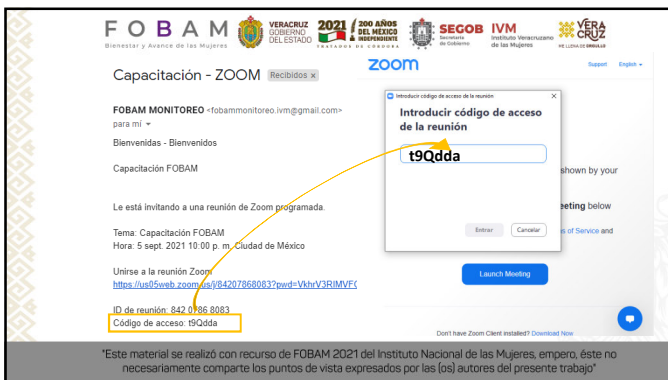 FOBAM
Bienestar y Avance de las Mujeres
VERACRUZ
GOBIERNO
DEL ESTADO
2021
200 AÑOS
DEL MÉXICO
INDEPENDIENTE
TRATADOS DE CÓRDOBA
SEGOB
Secretaría
de Gobierno
IVM
Instituto Veracruzano
de las Mujeres
VERA
CRUZ
ME LLENA DE ORGULLO
Capacitación - ZOOM Recibidos x
FOBAM MONITOREO <fobammonitoreo.ivm@gmail.com>
para mí
Bienvenidas - Bienvenidos
Capacitación FOBAM
Le está invitando a una reunión de Zoom programada.
Tema: Capacitación FOBAM
Hora: 5 sept. 2021 10:00 p. m. Ciudad de México
Unirse a la reunión Zoom
https://us05web.zoom.us/j/84207868083?pwd=VkhrV3RIMVF(
ID de reunión: 842 0786 8083
Código de acceso: t9Qdda
zoom
Support English
Introducir código de acceso de la reunión
Introducir código de acceso
de la reunión
t9Qdda
Entrar Cancelar
shown by your
eeting below
s of Service and
Launch Meeting
Don't have Zoom Client installed? Download Now
"Este material se realizó con recurso de FOBAM 2021 del Instituto Nacional de las Mujeres, empero, éste no
necesariamente comparte los puntos de vista expresados por las (os) autores del presente trabajo"